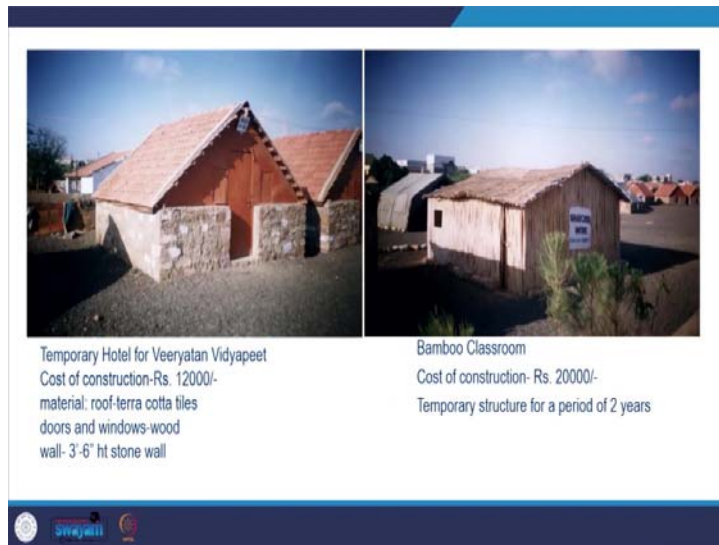 Temporary Hotel for Veeryatan Vidyapeet
Cost of construction-Rs. 12000/-
material: roof-terra cotta tiles
doors and windows-wood
wall- 3'-6" ht stone wall
Bamboo Classroom
Cost of construction- Rs. 20000/-
Temporary structure for a period of 2 years
swayam